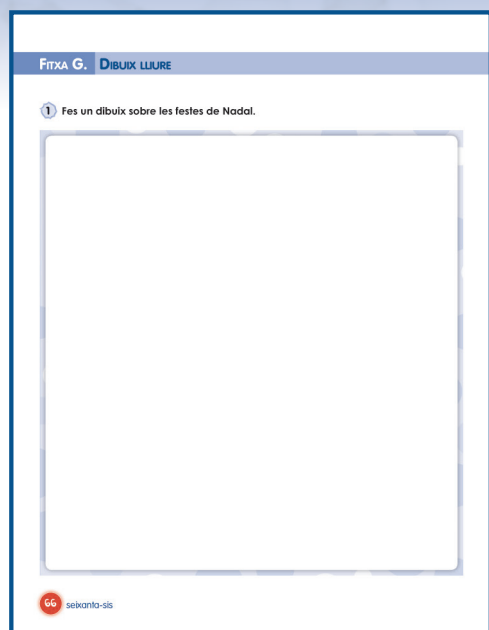 FITXA G. DIBUIX LLIURE
1 Fes un dibuix sobre les festes de Nadal.
66 seixanta-sis